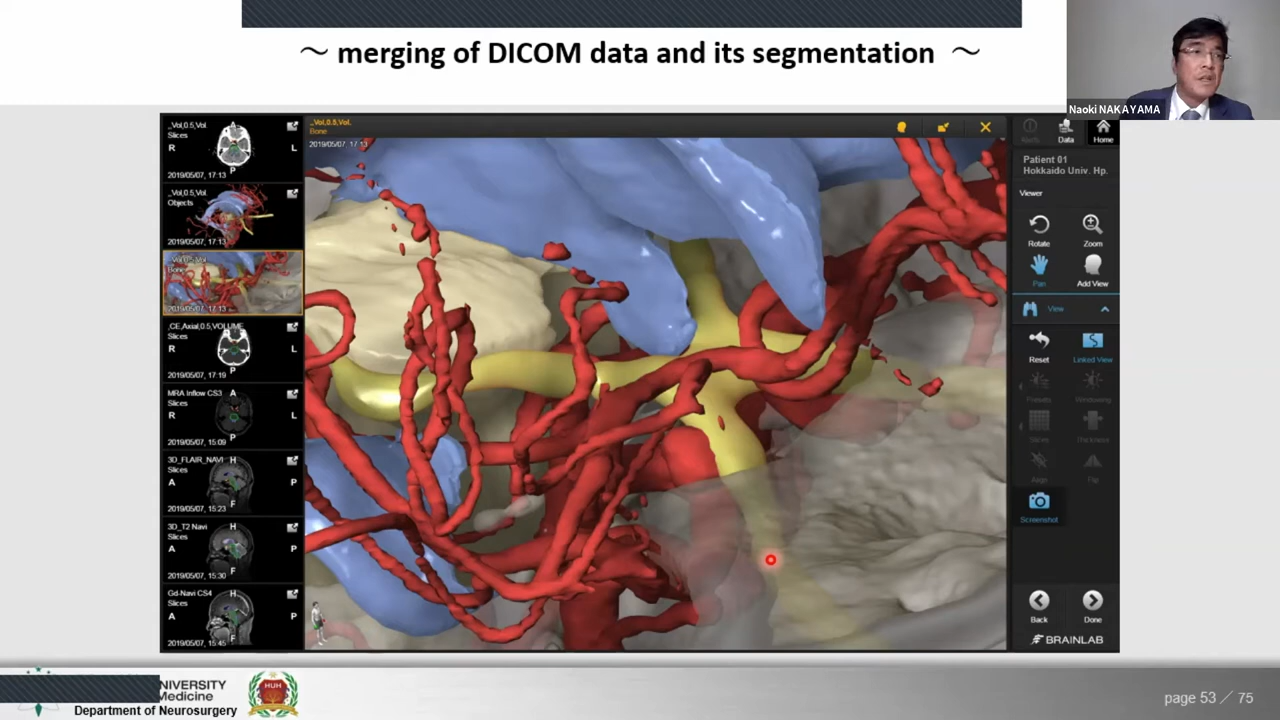 ～ merging of DICOM data and its segmentation ～
Naoki NAKAYAMA
_Vol,0.5,Vol.
Slices
R
L
P
2019/05/07, 17:13
_Vol,0.5,Vol.
Objects
2019/05/07, 17:13
_Vol,0.5,Vol.
Bone
2019/05/07, 17:13
_CE,Axial,0.5,VOLUME
Slices
R
L
P
2019/05/07, 17:19
MRA Inflow CS3
A
Slices
R
L
P
2019/05/07, 15:09
3D_FLAIR_NAVI
H
Slices
A
P
F
2019/05/07, 15:23
3D_T2 Navi
H
Slices
A
P
F
2019/05/07, 15:30
Gd-Navi CS4
H
Slices
A
P
F
2019/05/07, 15:45
_Vol,0.5,Vol.
Bone
2019/05/07, 17:13
Data
Home
Patient 01
Hokkaido Univ. Hp.
Viewer
Rotate
Zoom
Pan
Add View
View
Reset
Linked View
Presets
Windowing
Slices
Thickness
Align
Flip
Screenshot
Back
Done
BRAINLAB
NIVERSITY
Medicine
Department of Neurosurgery
HUH
page 53 / 75